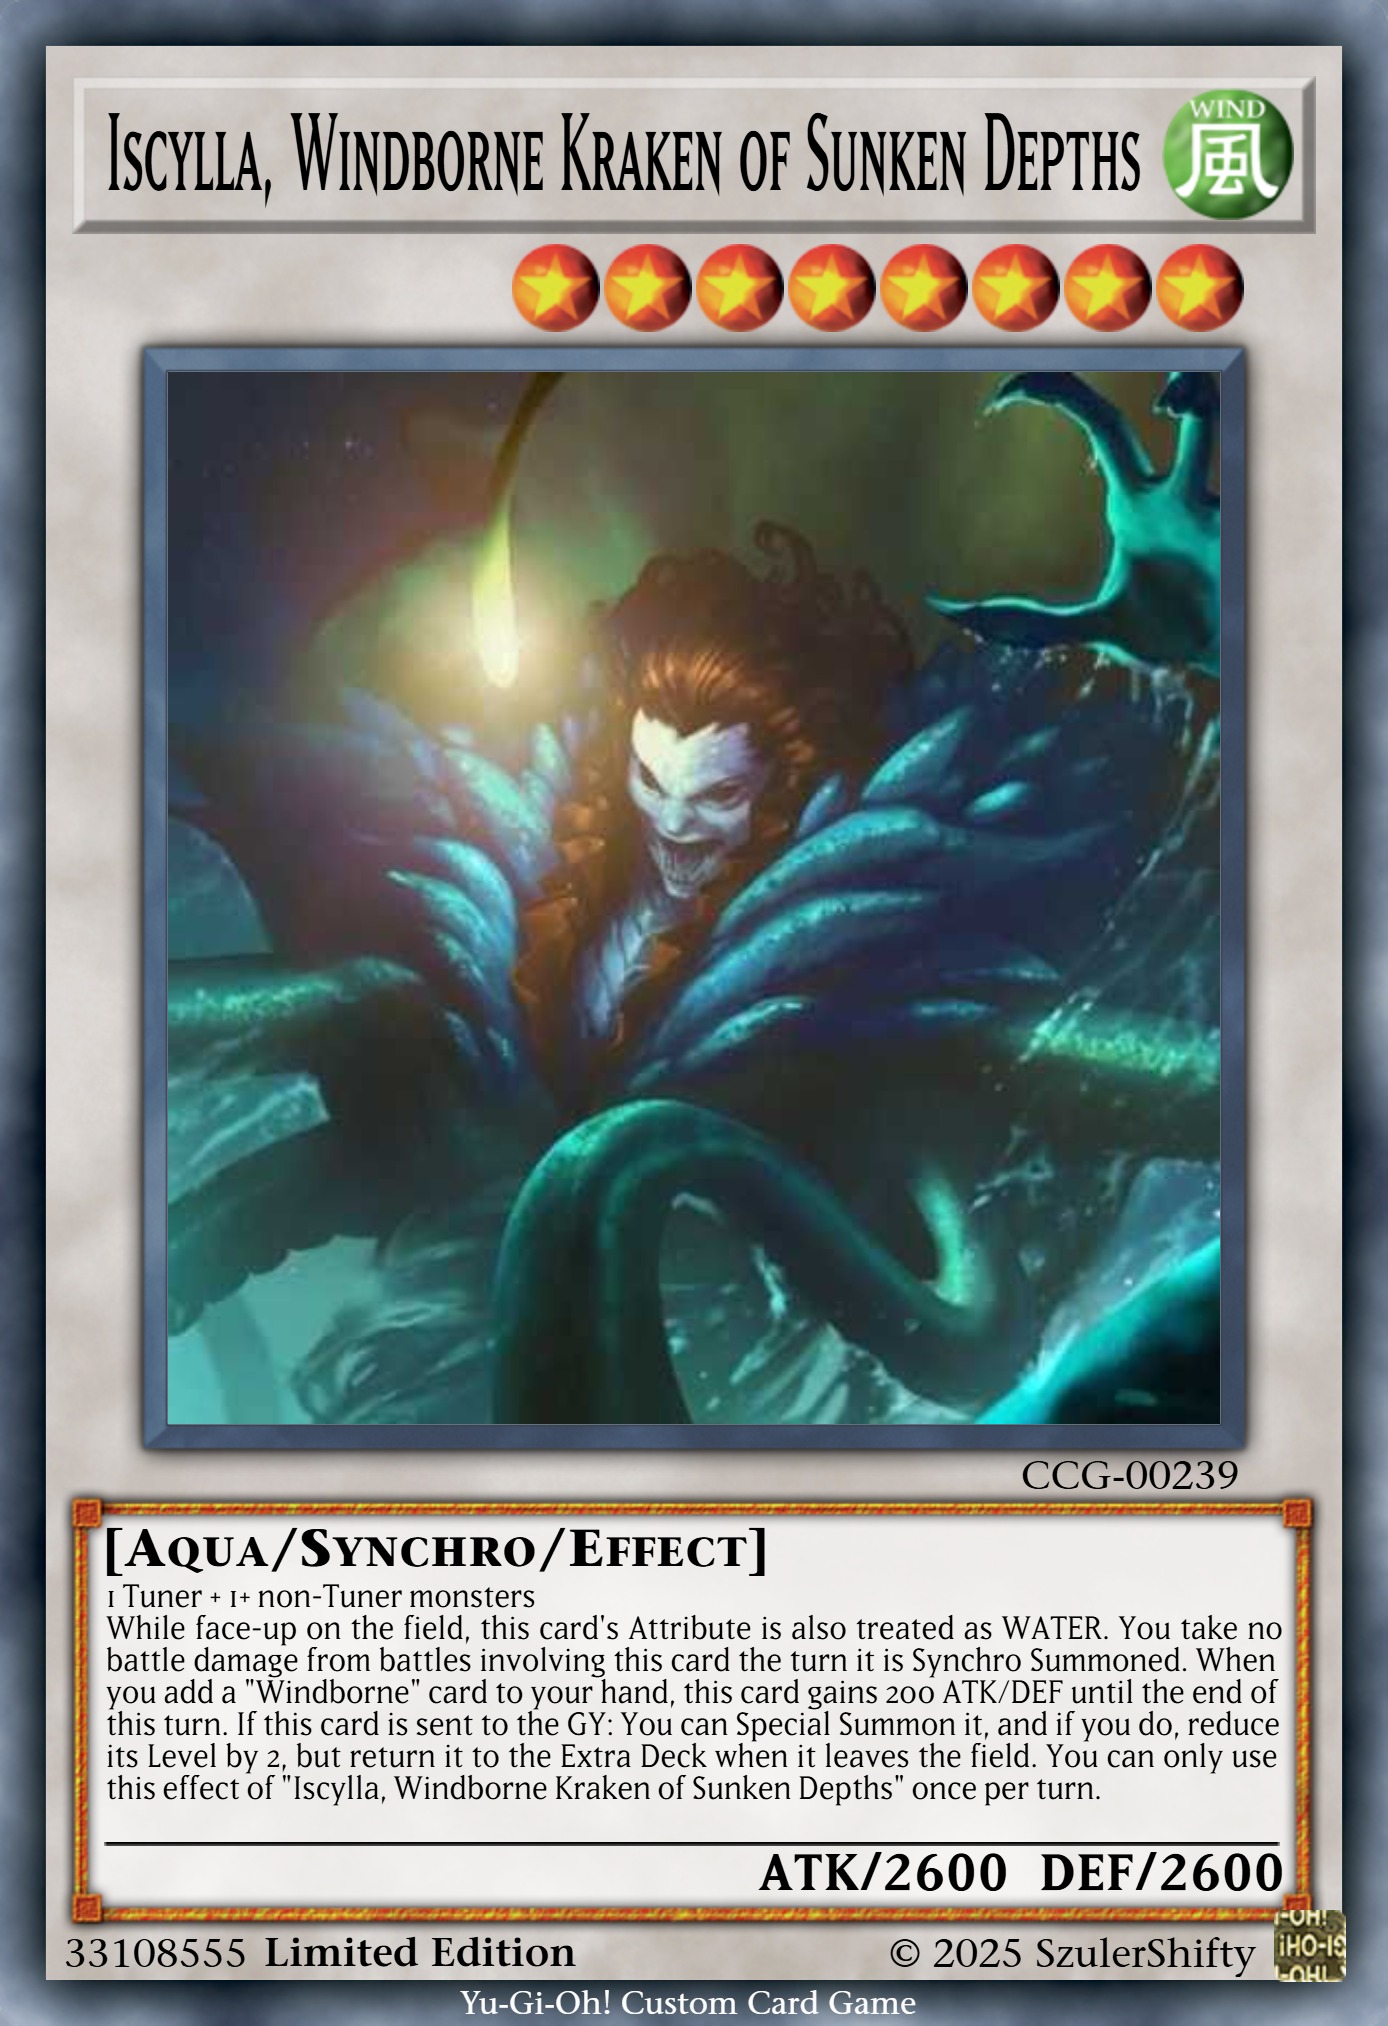 Iscylla, Windborne Kraken of Sunken Depths
WIND
風
CCG-00239
[Aqua/Synchro/Effect]
1 Tuner + 1+ non-Tuner monsters
While face-up on the field, this card's Attribute is also treated as WATER. You take no
battle damage from battles involving this card the turn it is Synchro Summoned. When
you add a "Windborne" card to your hand, this card gains 200 ATK/DEF until the end of
this turn. If this card is sent to the GY: You can Special Summon it, and if you do, reduce
its Level by 2, but return it to the Extra Deck when it leaves the field. You can only use
this effect of "Iscylla, Windborne Kraken of Sunken Depths" once per turn.
ATK/2600 DEF/2600
33108555 Limited Edition © 2025 SzulerShifty
Yu-Gi-Oh! Custom Card Game